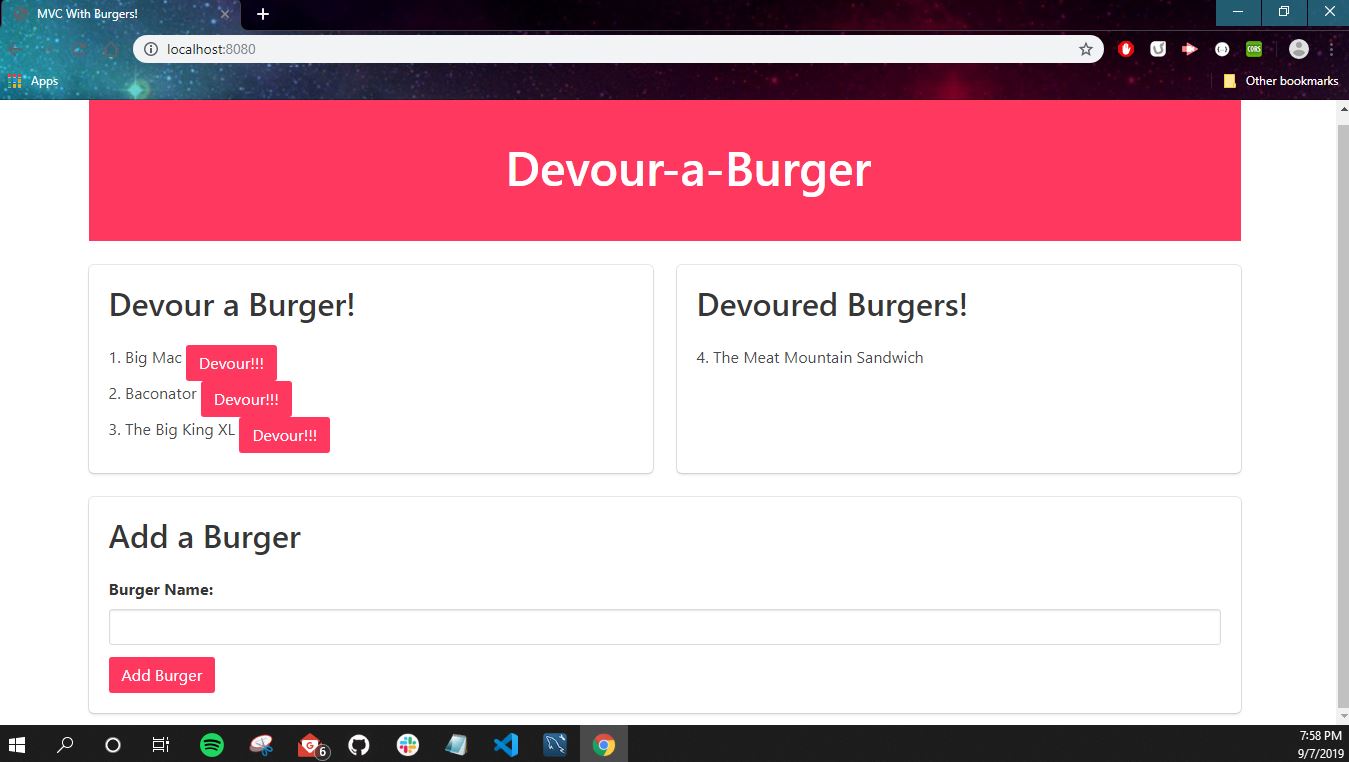 MVC With Burgers!
localhost:8080
CORS
Apps
Other bookmarks
Devour-a-Burger
Devour a Burger!
1. Big Mac Devour!!!
2. Baconator Devour!!!
3. The Big King XL Devour!!!
Devoured Burgers!
4. The Meat Mountain Sandwich
Add a Burger
Burger Name:
Add Burger
6
7:58 PM
9/7/2019